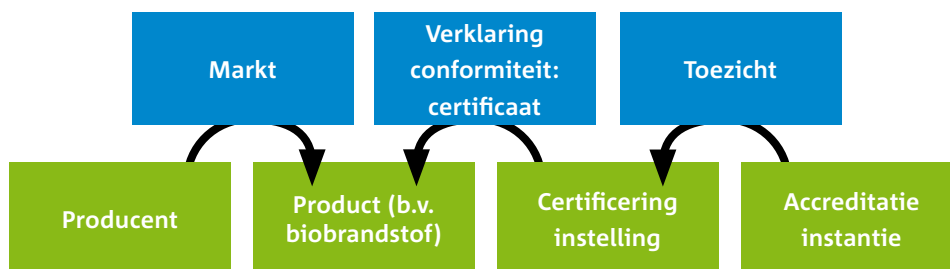 Markt
Verklaring
conformiteit:
certificaat
Toezicht
Producent
Product (b.v.
biobrandstof)
Certificering
instelling
Accreditatie
instantie